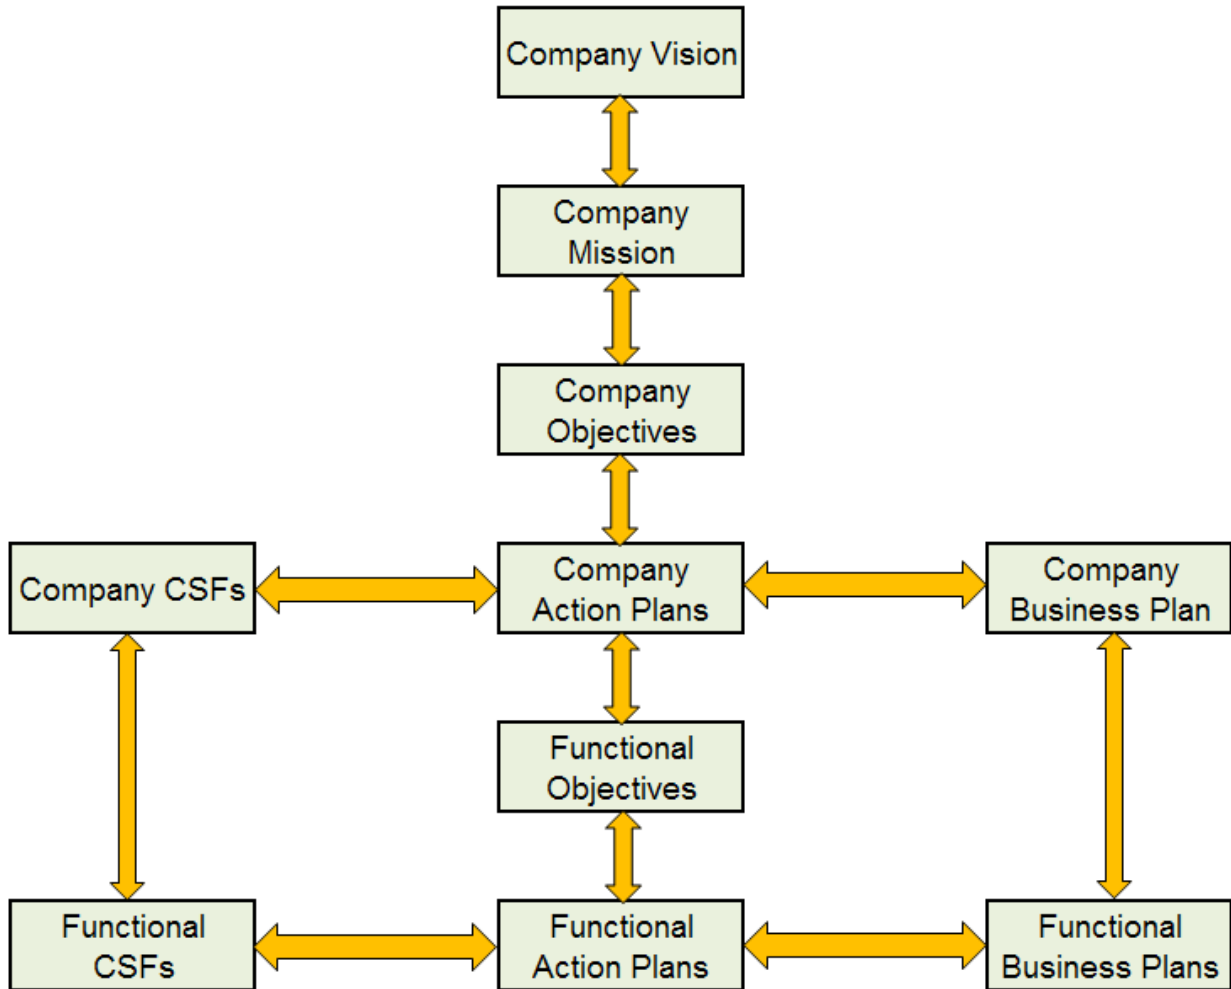 Company Vision
Company
Mission
Company
Objectives
Company CSFs
Company
Action Plans
Company
Business Plan
Functional
Objectives
Functional
CSFs
Functional
Action Plans
Functional
Business Plans